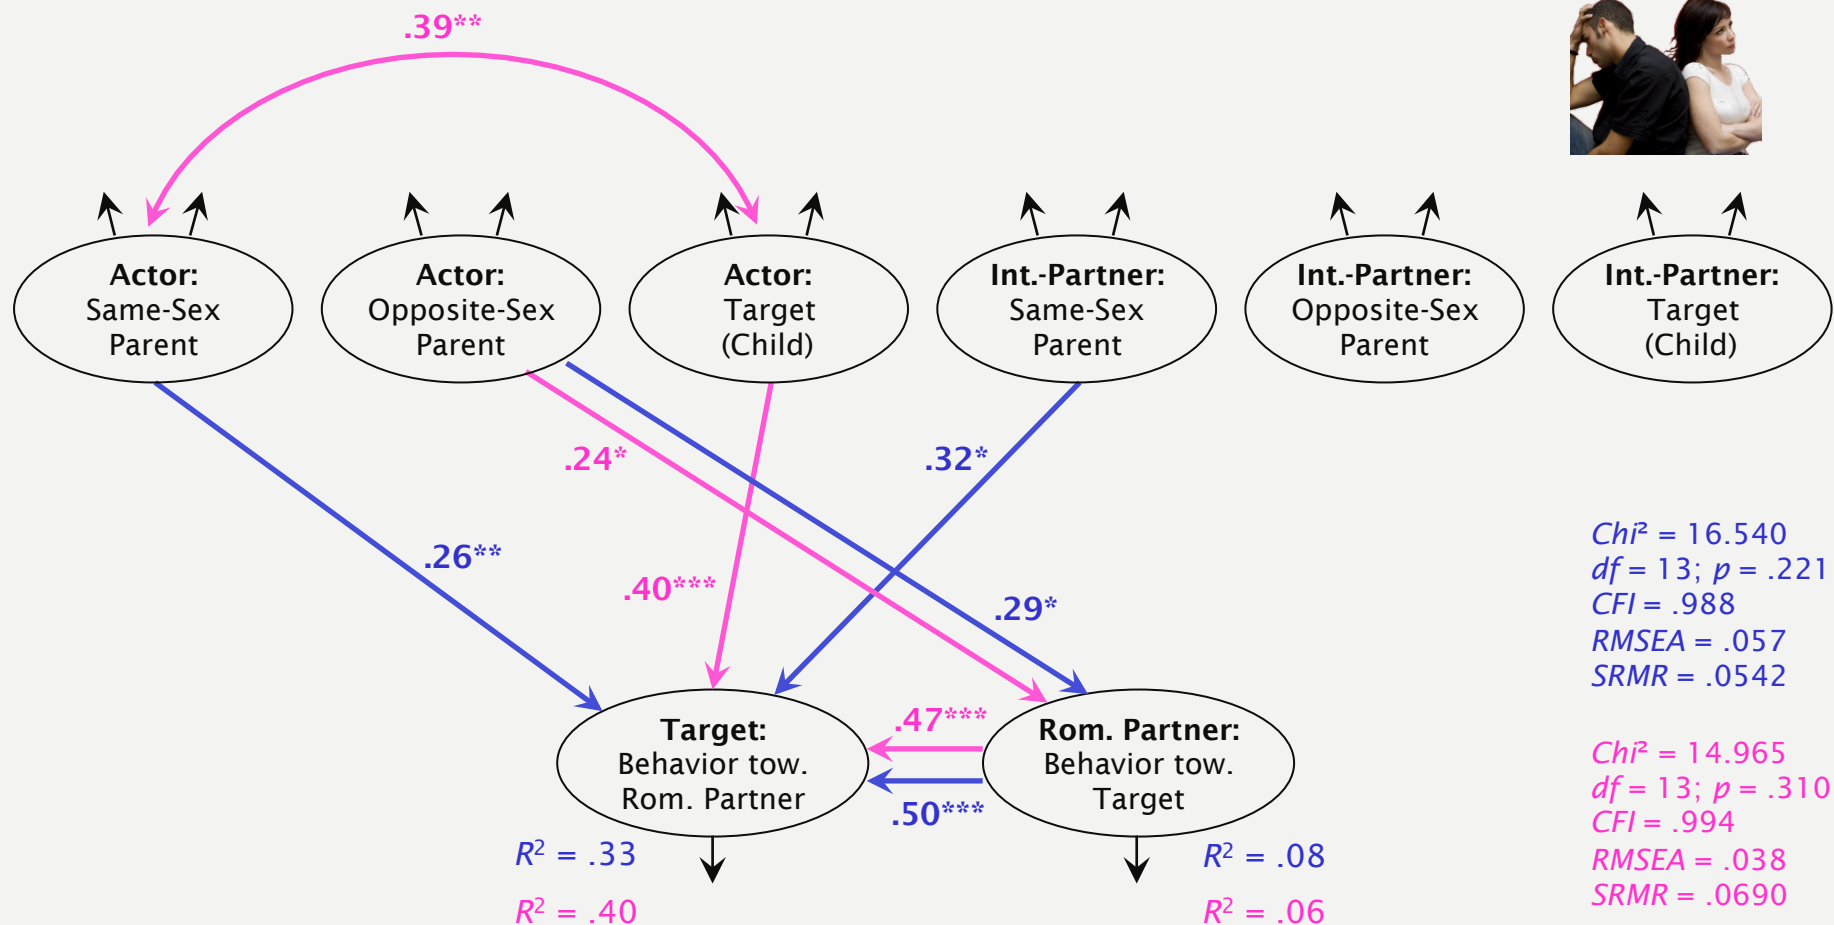 .39**
Actor:
Same-Sex
Parent
Actor:
Opposite-Sex
Parent
Actor:
Target
(Child)
Int.-Partner:
Same-Sex
Parent
Int.-Partner:
Opposite-Sex
Parent
Int.-Partner:
Target
(Child)
.24*
.32*
.26**
.40***
.29*
Chi² = 16.540
df = 13; p = .221
CFI = .988
RMSEA = .057
SRMR = .0542
Target:
Behavior tow.
Rom. Partner
.47***
.50***
Rom. Partner:
Behavior tow.
Target
Chi² = 14.965
df = 13; p = .310
CFI = .994
RMSEA = .038
SRMR = .0690
R² = .33
R² = .08
R² = .40
R² = .06